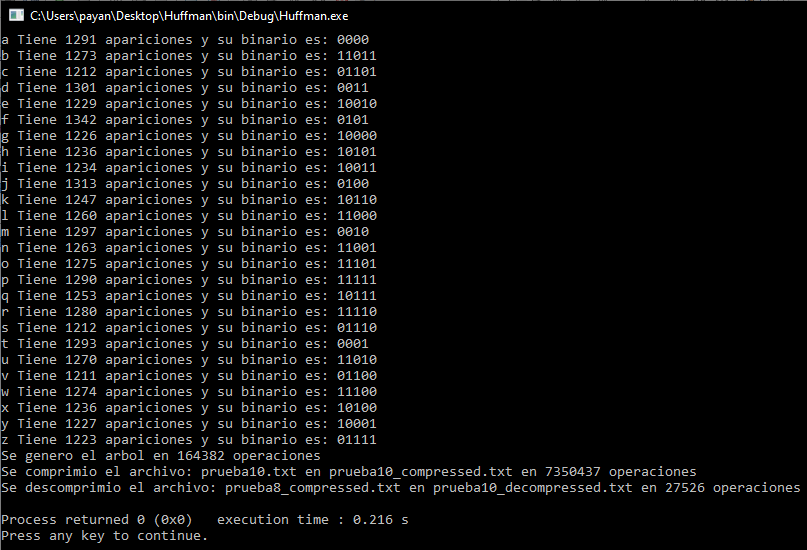 C:\Users\payan\Desktop\Huffman\bin\Debug\Huffman.exe
a Tiene 1291 apariciones y su binario es: 0000
b Tiene 1273 apariciones y su binario es: 11011
c Tiene 1212 apariciones y su binario es: 01101
d Tiene 1301 apariciones y su binario es: 0011
e Tiene 1229 apariciones y su binario es: 10010
f Tiene 1342 apariciones y su binario es: 0101
g Tiene 1226 apariciones y su binario es: 10000
h Tiene 1236 apariciones y su binario es: 10101
i Tiene 1234 apariciones y su binario es: 10011
j Tiene 1313 apariciones y su binario es: 0100
k Tiene 1247 apariciones y su binario es: 10110
l Tiene 1260 apariciones y su binario es: 11000
m Tiene 1297 apariciones y su binario es: 0010
n Tiene 1263 apariciones y su binario es: 11001
o Tiene 1275 apariciones y su binario es: 11101
p Tiene 1290 apariciones y su binario es: 11111
q Tiene 1253 apariciones y su binario es: 10111
r Tiene 1280 apariciones y su binario es: 11110
s Tiene 1212 apariciones y su binario es: 01110
t Tiene 1293 apariciones y su binario es: 0001
u Tiene 1270 apariciones y su binario es: 11010
v Tiene 1211 apariciones y su binario es: 01100
w Tiene 1274 apariciones y su binario es: 11100
x Tiene 1236 apariciones y su binario es: 10100
y Tiene 1227 apariciones y su binario es: 10001
z Tiene 1223 apariciones y su binario es: 01111
Se genero el arbol en 164382 operaciones
Se comprimio el archivo: prueba10.txt en prueba10_compressed.txt en 7350437 operaciones
Se descomprimio el archivo: prueba8_compressed.txt en prueba10_decompressed.txt en 27526 operaciones
Process returned 0 (0x0)   execution time : 0.216 s
Press any key to continue.